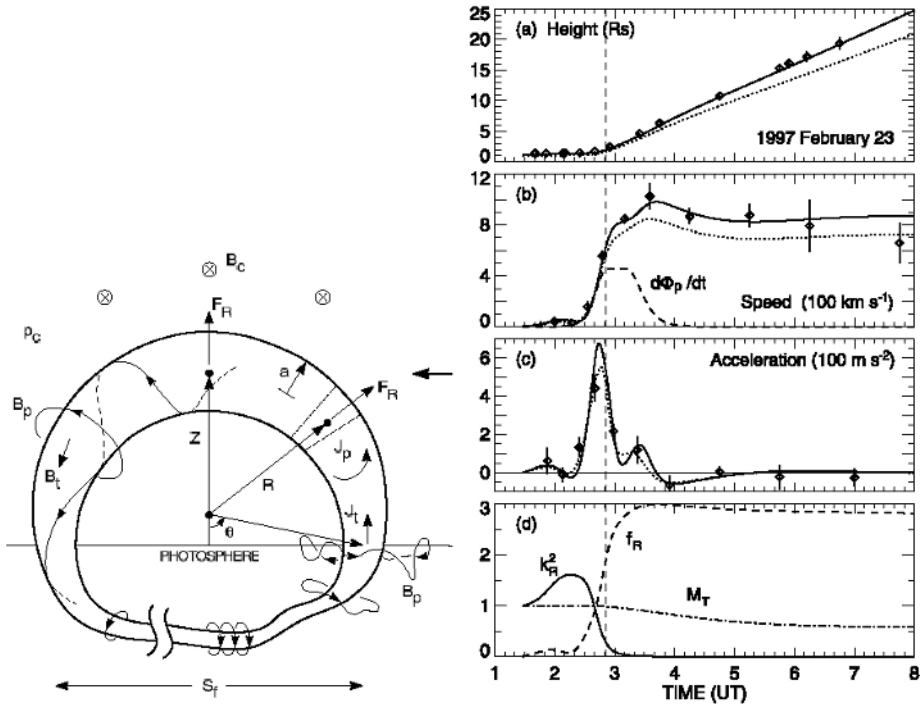 ⊗ B_c
⊗ ⊗
F_R
p_c
a
F_R
B_p
Z
J_p
B_t
R
J_t
θ
PHOTOSPHERE
B_p
S_f
(a) Height (Rs)
25
20
15
10
5
0
1997 February 23
(b)
12
8
4
0
dΦ_p/dt
Speed (100 km s⁻¹)
(c)
Acceleration (100 m s⁻²)
6
4
2
0
(d)
3
2
1
0
f_R
k_R^2
M_T
1 2 3 4 5 6 7 8
TIME (UT)